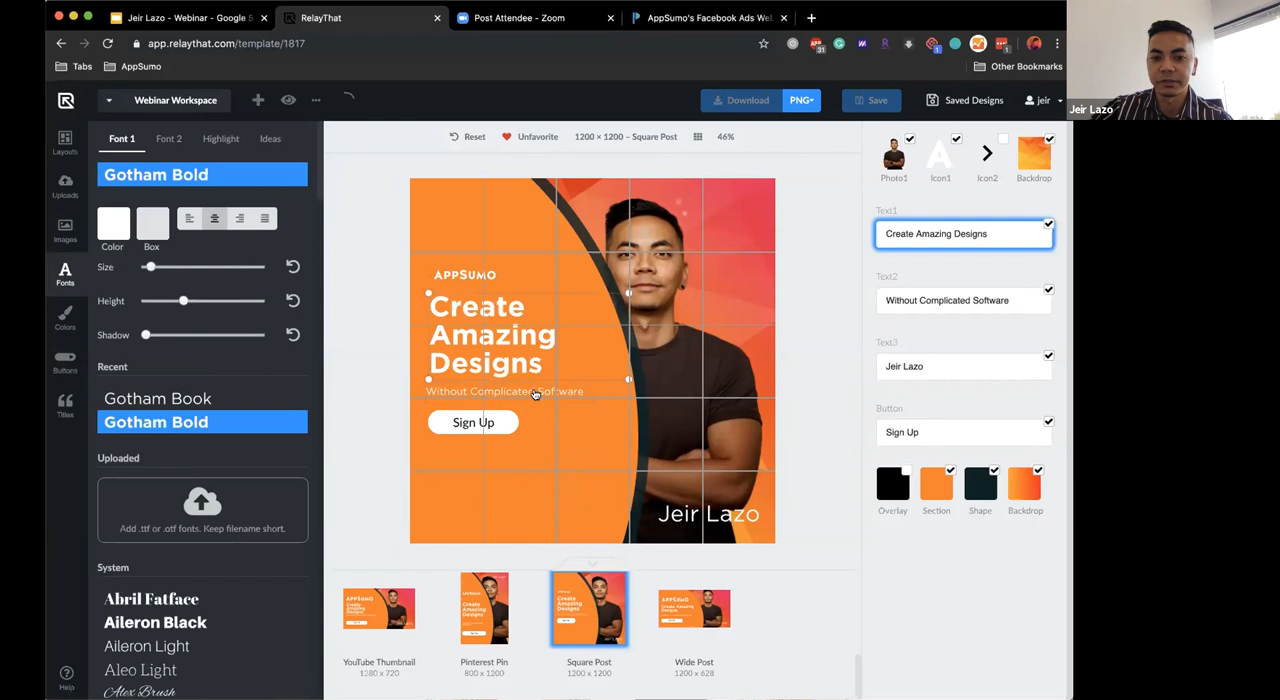 Jeir Lazo - Webinar - Google S
RelayThat
Post Attendee - Zoom
AppSumo's Facebook Ads Web
app.relaythat.com/template/1817
Tabs
AppSumo
Other Bookmarks
Jeir Lazo
Webinar Workspace
Download
PNG
Save
Saved Designs
jeir
Layouts
Uploads
Images
Fonts
Colors
Buttons
Titles
Help
Font 1
Font 2
Highlight
Ideas
Gotham Bold
Color
Box
Size
Height
Shadow
Recent
Gotham Book
Gotham Bold
Uploaded
Add .ttf or .otf fonts. Keep filename short.
System
Abril Fatface
Aileron Black
Aileron Light
Aleo Light
Alex Brush
Reset
Unfavorite
1200 × 1200 – Square Post
46%
APPSUMO
Create
Amazing
Designs
Without Complicated Software
Sign Up
Jeir Lazo
YouTube Thumbnail
1280 x 720
Pinterest Pin
800 x 1200
Square Post
1200 x 1200
Wide Post
1200 x 628
Photo1
Icon1
Icon2
Backdrop
Text1
Create Amazing Designs
Text2
Without Complicated Software
Text3
Jeir Lazo
Button
Sign Up
Overlay
Section
Shape
Backdrop